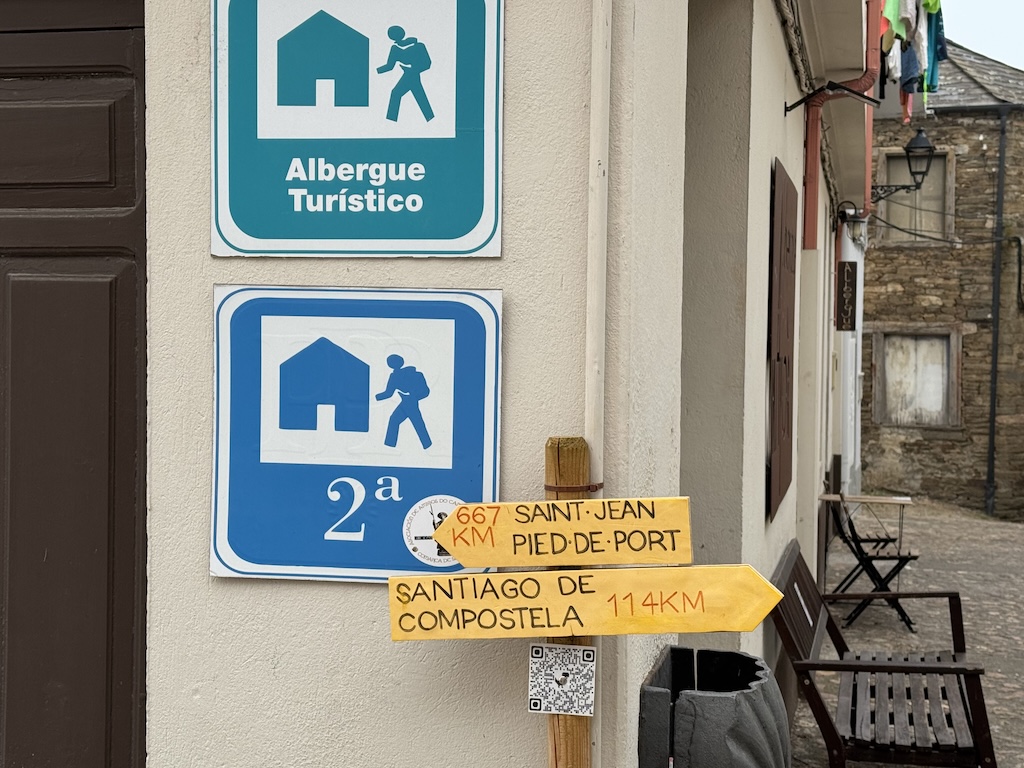 Albergue
Turístico
2ª
667
KM
SAINT·JEAN
PIED·DE·PORT
SANTIAGO DE
COMPOSTELA
114KM